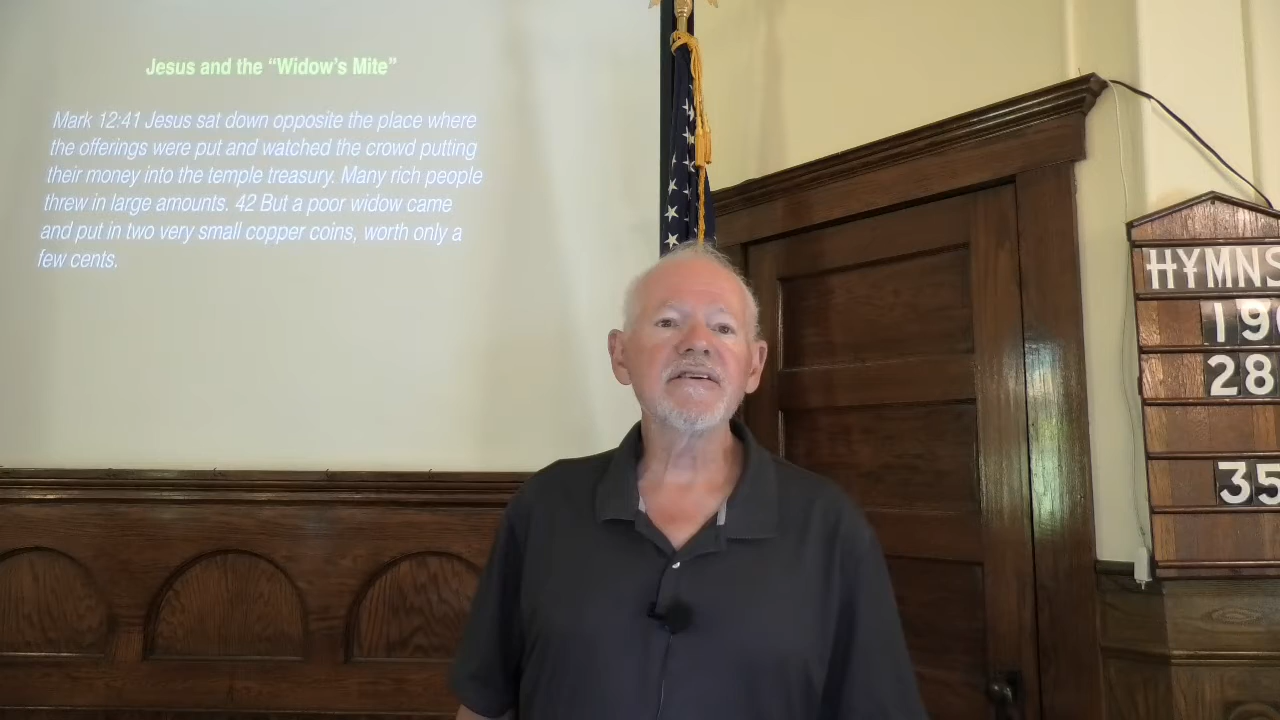 Jesus and the “Widow’s Mite”
Mark 12:41 Jesus sat down opposite the place where
the offerings were put and watched the crowd putting
their money into the temple treasury. Many rich people
threw in large amounts. 42 But a poor widow came
and put in two very small copper coins, worth only a
few cents.
HYMNS
19
28
35